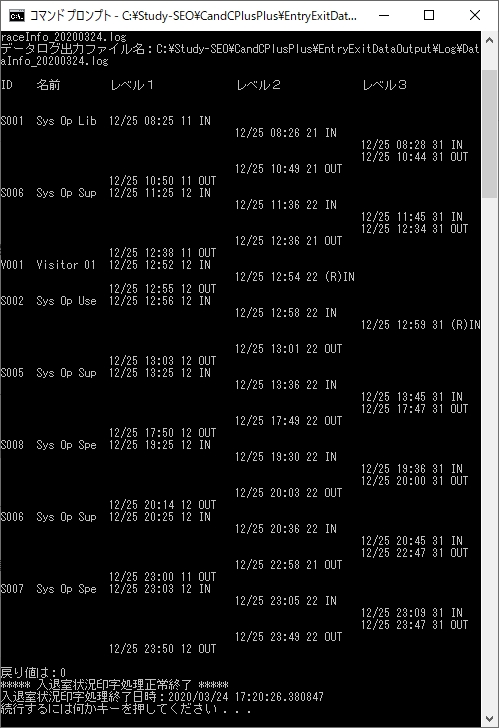 コマンド プロンプト - C:¥Study-SEO¥CandCPlusPlus¥EntryExitDat...
raceInfo_20200324.log
データログ出力ファイル名:C:¥Study-SEO¥CandCPlusPlus¥EntryExitDataOutput¥Log¥Dat
aInfo_20200324.log
ID 名前 レベル1 レベル2 レベル3
S001 Sys Op Lib 12/25 08:25 11 IN
12/25 08:26 21 IN
12/25 08:28 31 IN
12/25 10:44 31 OUT
12/25 10:49 21 OUT
12/25 10:50 11 OUT
S006 Sys Op Sup 12/25 11:25 12 IN
12/25 11:36 22 IN
12/25 11:45 31 IN
12/25 12:34 31 OUT
12/25 12:36 21 OUT
12/25 12:38 11 OUT
V001 Visitor 01 12/25 12:52 12 IN
12/25 12:54 22 (R)IN
12/25 12:55 12 OUT
S002 Sys Op Use 12/25 12:56 12 IN
12/25 12:58 22 IN
12/25 12:59 31 (R)IN
12/25 13:01 22 OUT
12/25 13:03 12 OUT
S005 Sys Op Sup 12/25 13:25 12 IN
12/25 13:36 22 IN
12/25 13:45 31 IN
12/25 17:47 31 OUT
12/25 17:49 22 OUT
12/25 17:50 12 OUT
S008 Sys Op Spe 12/25 19:25 12 IN
12/25 19:30 22 IN
12/25 19:36 31 IN
12/25 20:00 31 OUT
12/25 20:03 22 OUT
12/25 20:14 12 OUT
S006 Sys Op Sup 12/25 20:25 12 IN
12/25 20:36 22 IN
12/25 20:45 31 IN
12/25 22:47 31 OUT
12/25 22:58 21 OUT
12/25 23:00 11 OUT
S007 Sys Op Spe 12/25 23:03 12 IN
12/25 23:05 22 IN
12/25 23:09 31 IN
12/25 23:47 31 OUT
12/25 23:49 22 OUT
12/25 23:50 12 OUT
戻り値は:0
***** 入退室状況印字処理正常終了 *****
入退室状況印字処理終了日時:2020/03/24 17:20:26.380847
続行するには何かキーを押してください . . .